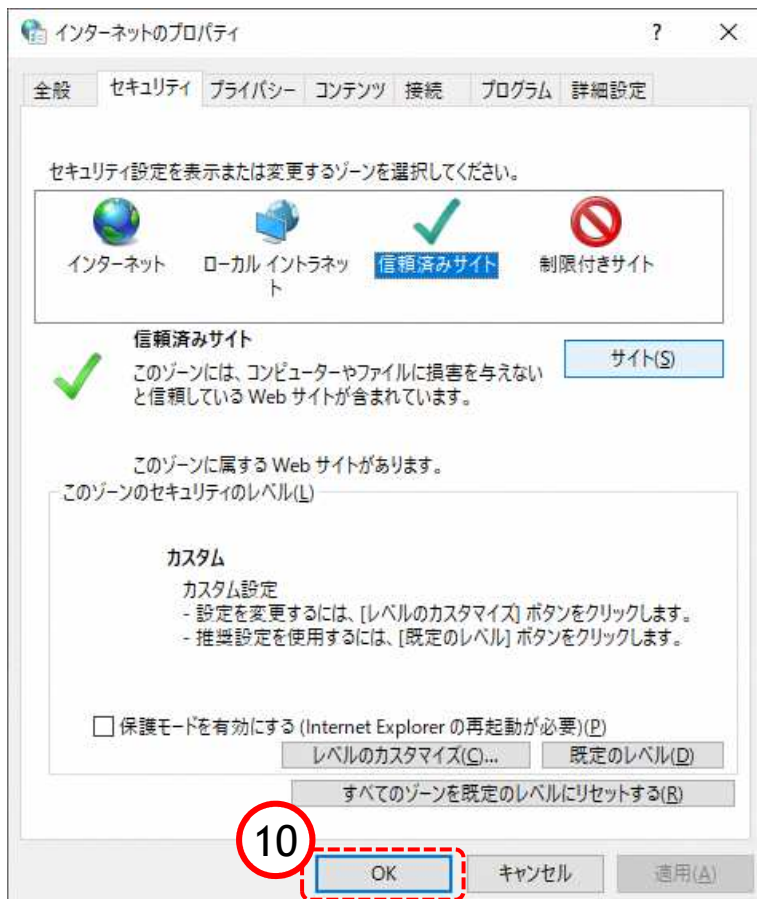 インターネットのプロパティ
?
×
全般 セキュリティ プライバシー コンテンツ 接続 プログラム 詳細設定
セキュリティ設定を表示または変更するゾーンを選択してください。
インターネット
ローカル イントラネッ
ト
信頼済みサイト
制限付きサイト
信頼済みサイト
このゾーンには、コンピューターやファイルに損害を与えない
と信頼している Web サイトが含まれています。
サイト(S)
このゾーンに属する Web サイトがあります。
このゾーンのセキュリティのレベル(L)
カスタム
カスタム設定
- 設定を変更するには、[レベルのカスタマイズ] ボタンをクリックします。
- 推奨設定を使用するには、[既定のレベル] ボタンをクリックします。
保護モードを有効にする (Internet Explorer の再起動が必要)(P)
レベルのカスタマイズ(C)... 既定のレベル(D)
すべてのゾーンを既定のレベルにリセットする(R)
10
OK キャンセル 適用(A)